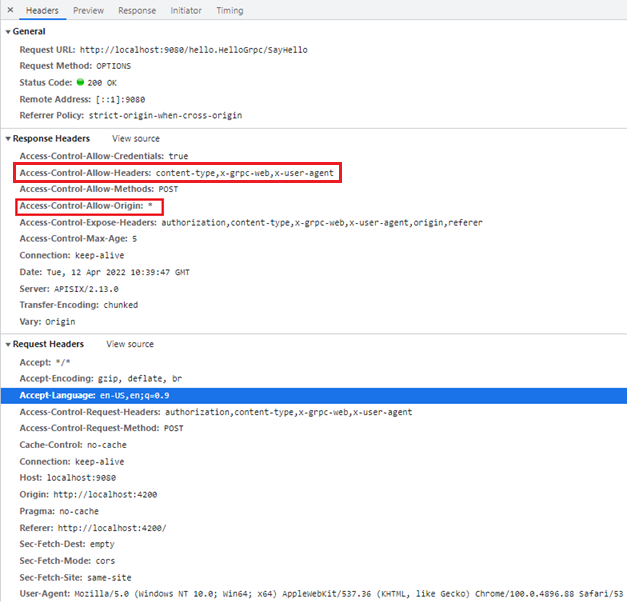 × Headers Preview Response Initiator Timing
▼ General
Request URL: http://localhost:9080/hello.HelloGrpc/SayHello
Request Method: OPTIONS
Status Code: 200 OK
Remote Address: [::1]:9080
Referrer Policy: strict-origin-when-cross-origin
▼ Response Headers View source
Access-Control-Allow-Credentials: true
Access-Control-Allow-Headers: content-type,x-grpc-web,x-user-agent
Access-Control-Allow-Methods: POST
Access-Control-Allow-Origin: *
Access-Control-Expose-Headers: authorization,content-type,x-grpc-web,x-user-agent,origin,referer
Access-Control-Max-Age: 5
Connection: keep-alive
Date: Tue, 12 Apr 2022 10:39:47 GMT
Server: APISIX/2.13.0
Transfer-Encoding: chunked
Vary: Origin
▼ Request Headers View source
Accept: */*
Accept-Encoding: gzip, deflate, br
Accept-Language: en-US,en;q=0.9
Access-Control-Request-Headers: authorization,content-type,x-grpc-web,x-user-agent
Access-Control-Request-Method: POST
Cache-Control: no-cache
Connection: keep-alive
Host: localhost:9080
Origin: http://localhost:4200
Pragma: no-cache
Referer: http://localhost:4200/
Sec-Fetch-Dest: empty
Sec-Fetch-Mode: cors
Sec-Fetch-Site: same-site
User-Agent: Mozilla/5.0 (Windows NT 10.0; Win64; x64) AppleWebKit/537.36 (KHTML, like Gecko) Chrome/100.0.4896.88 Safari/53